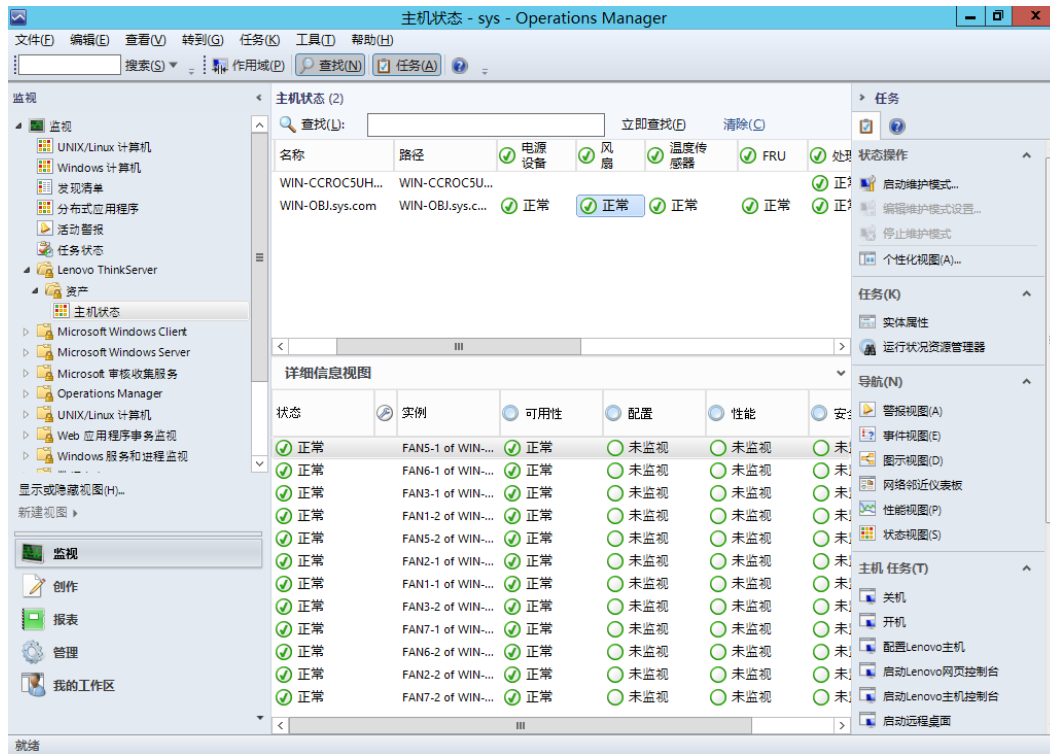 主机状态 - sys - Operations Manager
文件(F) 编辑(E) 查看(V) 转到(G) 任务(K) 工具(T) 帮助(H)
搜索(S) 作用域(P) 查找(N) 任务(A)
监视
监视
UNIX/Linux 计算机
Windows 计算机
发现清单
分布式应用程序
活动警报
任务状态
Lenovo ThinkServer
资产
主机状态
Microsoft Windows Client
Microsoft Windows Server
Microsoft 审核收集服务
Operations Manager
UNIX/Linux 计算机
Web 应用程序事务监视
Windows 服务和进程监视
显示或隐藏视图(H)...
新建视图
监视
创作
报表
管理
我的工作区
就绪
主机状态 (2)
查找(L): 立即查找(F) 清除(C)
名称 路径 电源设备 风扇 温度传感器 FRU 处理
WIN-CCROC5UH... WIN-CCROC5U... 正
WIN-OBJ.sys.com WIN-OBJ.sys.c... 正常 正常 正常 正常 正
详细信息视图
状态 实例 可用性 配置 性能 安全
正常 FAN5-1 of WIN-... 正常 未监视 未监视 未
正常 FAN6-1 of WIN-... 正常 未监视 未监视 未
正常 FAN3-1 of WIN-... 正常 未监视 未监视 未
正常 FAN1-2 of WIN-... 正常 未监视 未监视 未
正常 FAN5-2 of WIN-... 正常 未监视 未监视 未
正常 FAN2-1 of WIN-... 正常 未监视 未监视 未
正常 FAN1-1 of WIN-... 正常 未监视 未监视 未
正常 FAN3-2 of WIN-... 正常 未监视 未监视 未
正常 FAN7-1 of WIN-... 正常 未监视 未监视 未
正常 FAN6-2 of WIN-... 正常 未监视 未监视 未
正常 FAN2-2 of WIN-... 正常 未监视 未监视 未
正常 FAN7-2 of WIN-... 正常 未监视 未监视 未
任务
状态操作
启动维护模式...
编辑维护模式设置...
停止维护模式
个性化视图(A)...
任务(K)
实体属性
运行状况资源管理器
导航(N)
警报视图(A)
事件视图(E)
图示视图(D)
网络邻近仪表板
性能视图(P)
状态视图(S)
主机 任务(T)
关机
开机
配置Lenovo主机
启动Lenovo网页控制台
启动Lenovo主机控制台
启动远程桌面